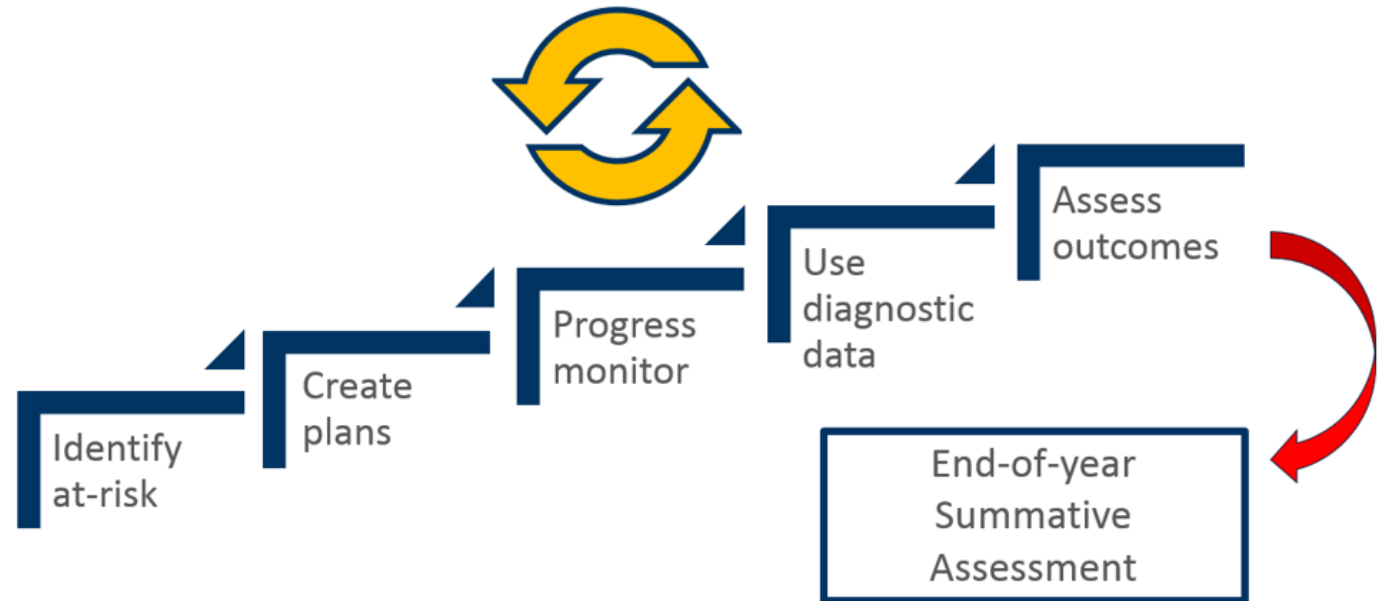 Identify
at-risk
Create
plans
Progress
monitor
Use
diagnostic
data
Assess
outcomes
End-of-year
Summative
Assessment